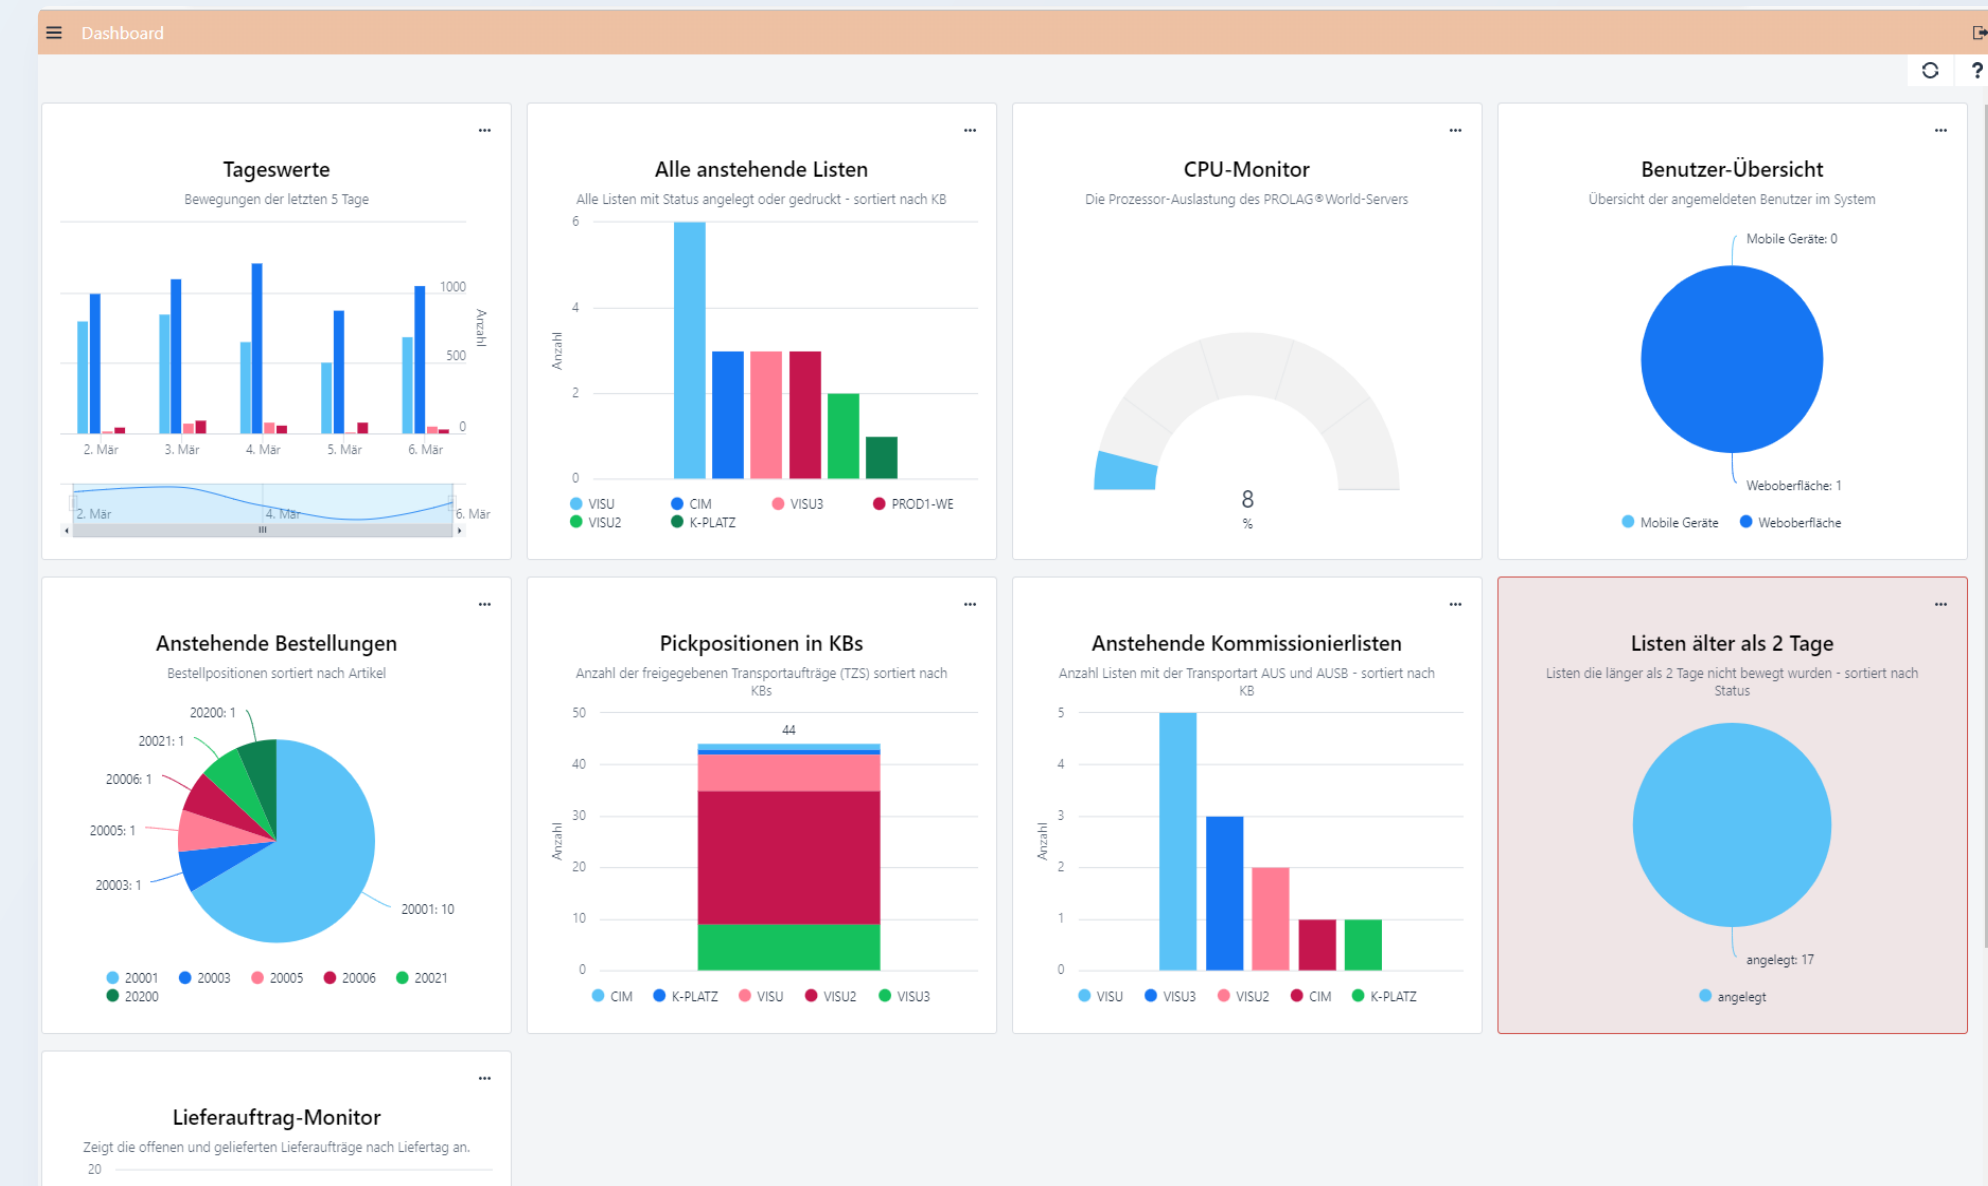 Dashboard
?
Tageswerte
Bewegungen der letzten 5 Tage
1000
500
0
Anzahl
2. Mär
3. Mär
4. Mär
5. Mär
6. Mär
2. Mär
4. Mär
6. Mär
Alle anstehende Listen
Alle Listen mit Status angelegt oder gedruckt - sortiert nach KB
6
4
2
0
Anzahl
VISU
CIM
VISU3
PROD1-WE
VISU2
K-PLATZ
CPU-Monitor
Die Prozessor-Auslastung des PROLAG®World-Servers
8
%
Benutzer-Übersicht
Übersicht der angemeldeten Benutzer im System
Mobile Geräte: 0
Weboberfläche: 1
Mobile Geräte
Weboberfläche
Anstehende Bestellungen
Bestellpositionen sortiert nach Artikel
20200: 1
20021: 1
20006: 1
20005: 1
20003: 1
20001: 10
20001
20003
20005
20006
20021
20200
Pickpositionen in KBs
Anzahl der freigegebenen Transportaufträge (TZS) sortiert nach
KBs
50
40
30
20
10
0
Anzahl
44
CIM
K-PLATZ
VISU
VISU2
VISU3
Anstehende Kommissionierlisten
Anzahl Listen mit der Transportart AUS und AUSB - sortiert nach
KB
5
4
3
2
1
0
Anzahl
VISU
VISU3
VISU2
CIM
K-PLATZ
Listen älter als 2 Tage
Listen die länger als 2 Tage nicht bewegt wurden - sortiert nach
Status
angelegt: 17
angelegt
Lieferauftrag-Monitor
Zeigt die offenen und gelieferten Lieferaufträge nach Liefertag an.
20